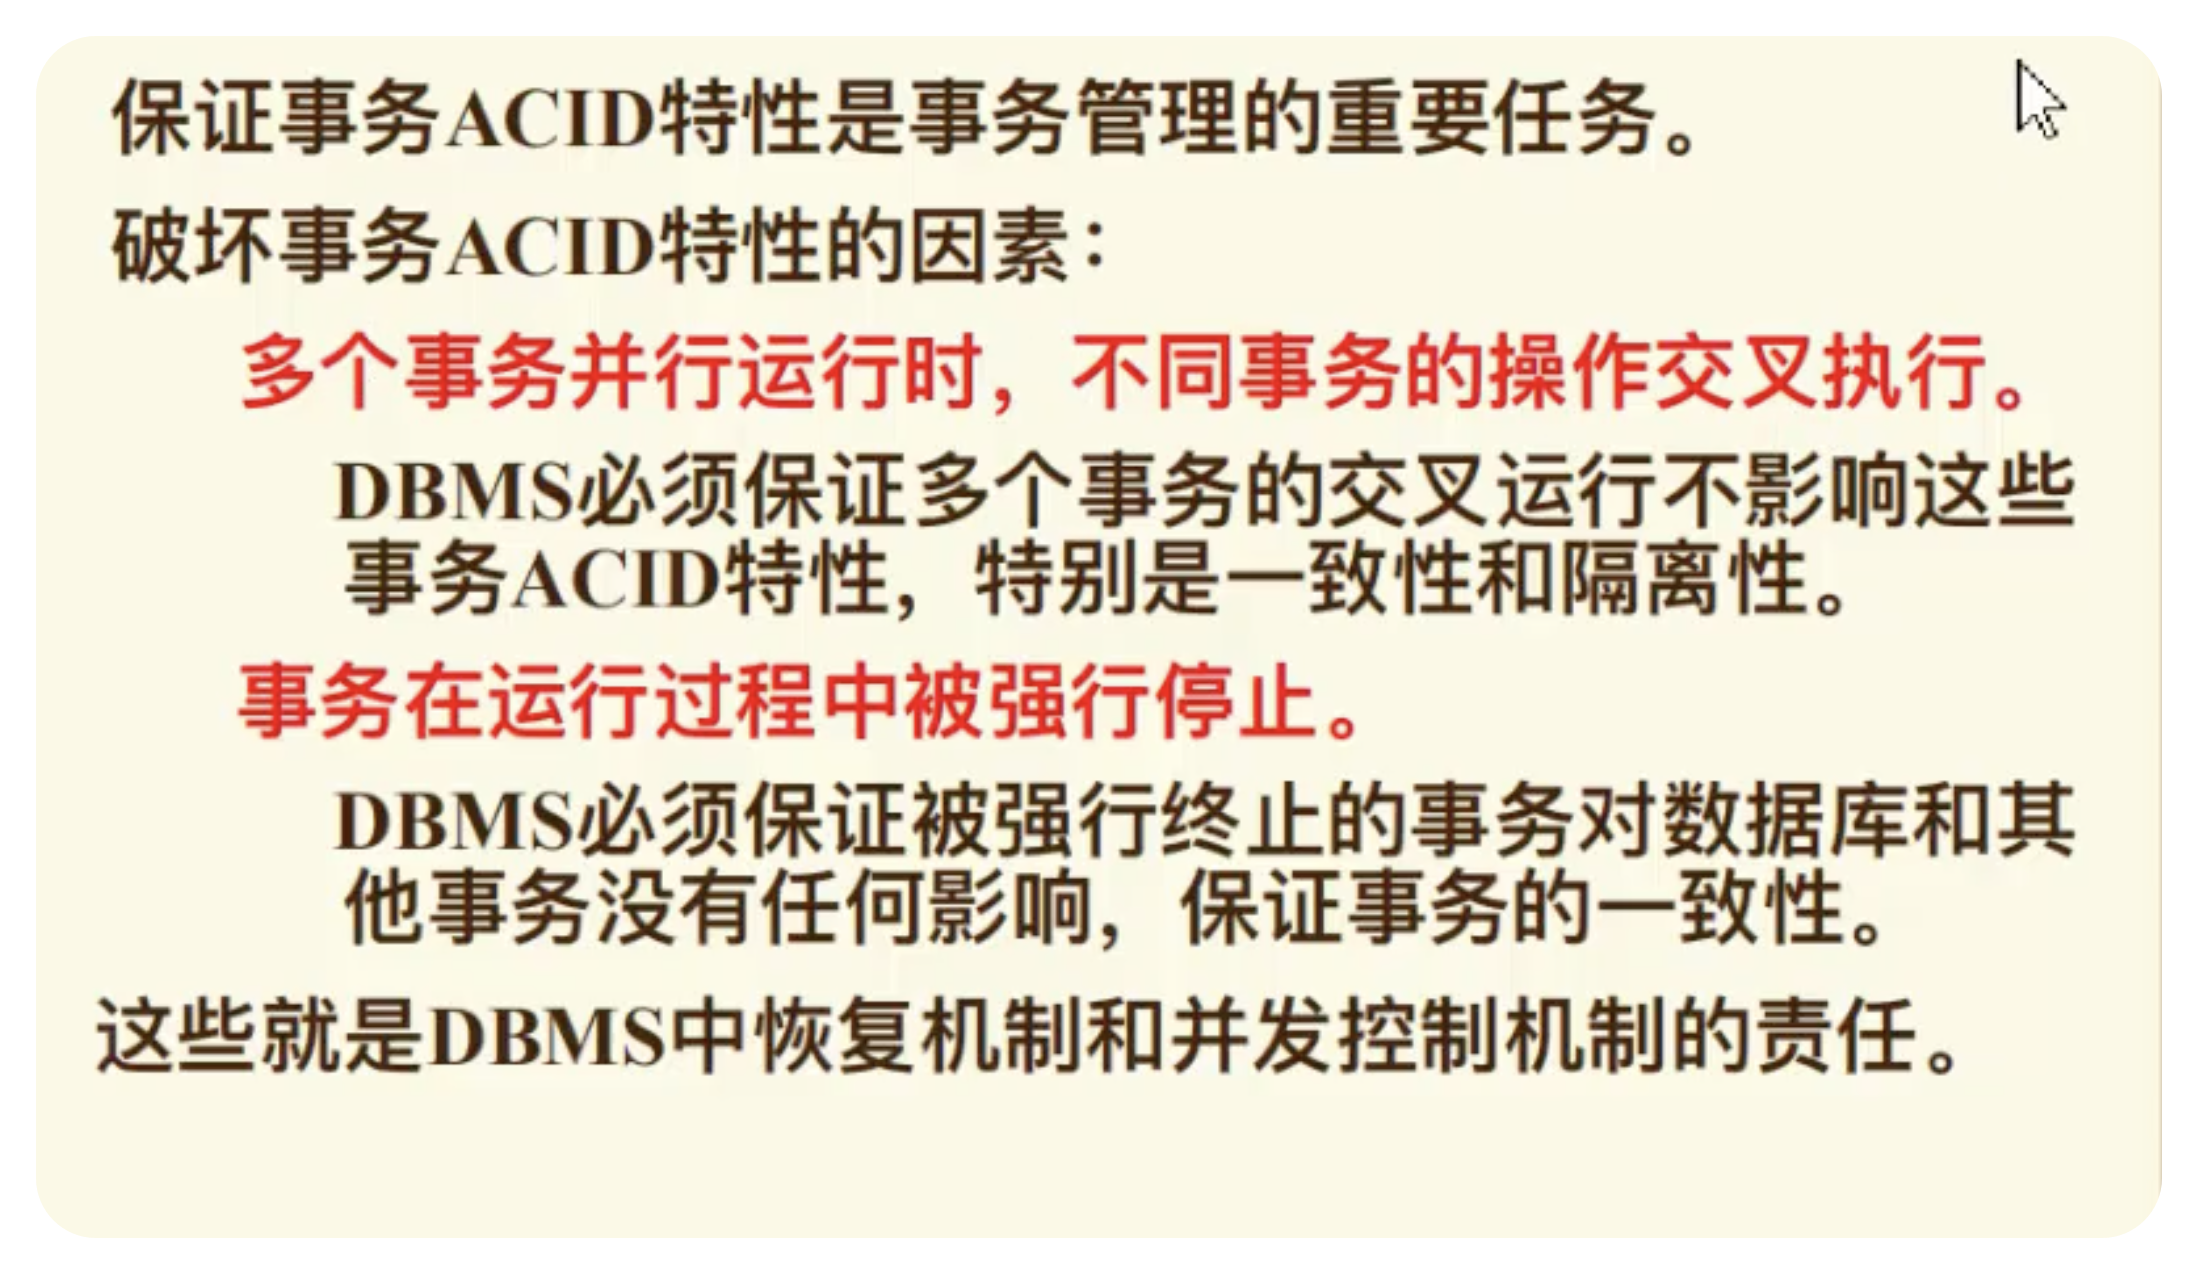 保证事务ACID特性是事务管理的重要任务。
破坏事务ACID特性的因素：
多个事务并行运行时，不同事务的操作交叉执行。
DBMS必须保证多个事务的交叉运行不影响这些
事务ACID特性，特别是一致性和隔离性。
事务在运行过程中被强行停止。
DBMS必须保证被强行终止的事务对数据库和其
他事务没有任何影响，保证事务的一致性。
这些就是DBMS中恢复机制和并发控制机制的责任。